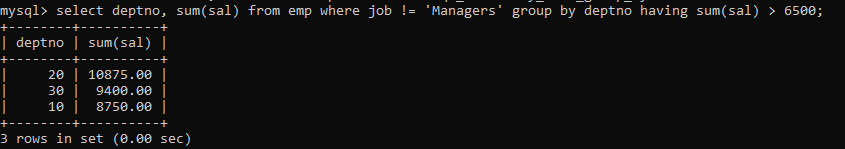 mysql> select deptno, sum(sal) from emp where job != 'Managers' group by deptno having sum(sal) > 6500;
+--------+----------+
| deptno | sum(sal) |
+--------+----------+
|     20 | 10875.00 |
|     30 |  9400.00 |
|     10 |  8750.00 |
+--------+----------+
3 rows in set (0.00 sec)